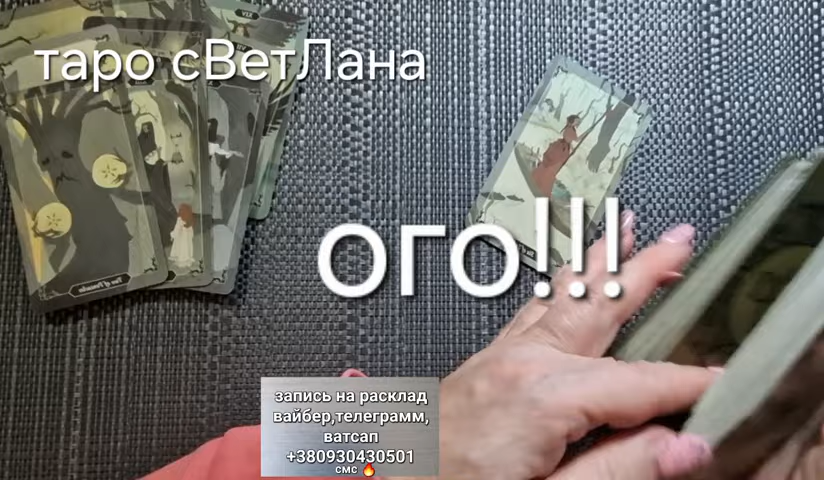 таро сВетЛана
ого!!!
запись на расклад
вайбер,телеграмм,
ватсап
+380930430501
смс 🔥